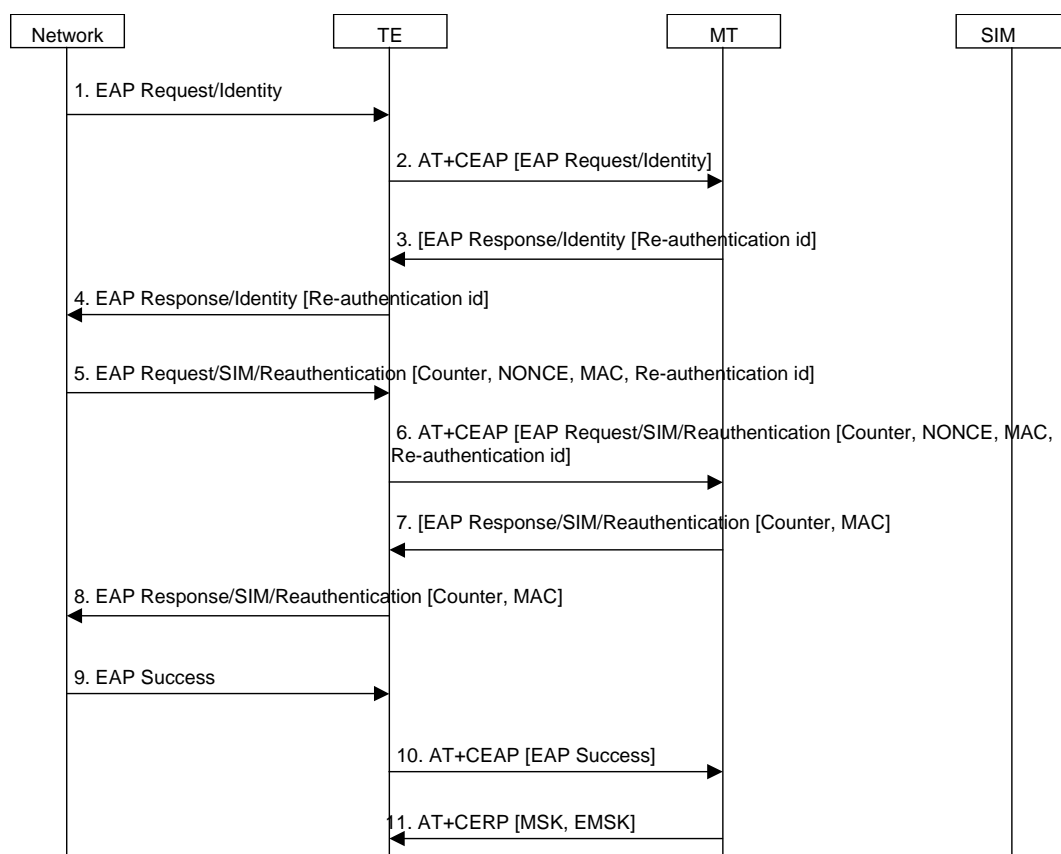 Network
TE
MT
SIM
1. EAP Request/Identity
2. AT+CEAP [EAP Request/Identity]
3. [EAP Response/Identity [Re-authentication id]
4. EAP Response/Identity [Re-authentication id]
5. EAP Request/SIM/Reauthentication [Counter, NONCE, MAC, Re-authentication id]
6. AT+CEAP [EAP Request/SIM/Reauthentication [Counter, NONCE, MAC,
Re-authentication id]
7. [EAP Response/SIM/Reauthentication [Counter, MAC]
8. EAP Response/SIM/Reauthentication [Counter, MAC]
9. EAP Success
10. AT+CEAP [EAP Success]
11. AT+CERP [MSK, EMSK]